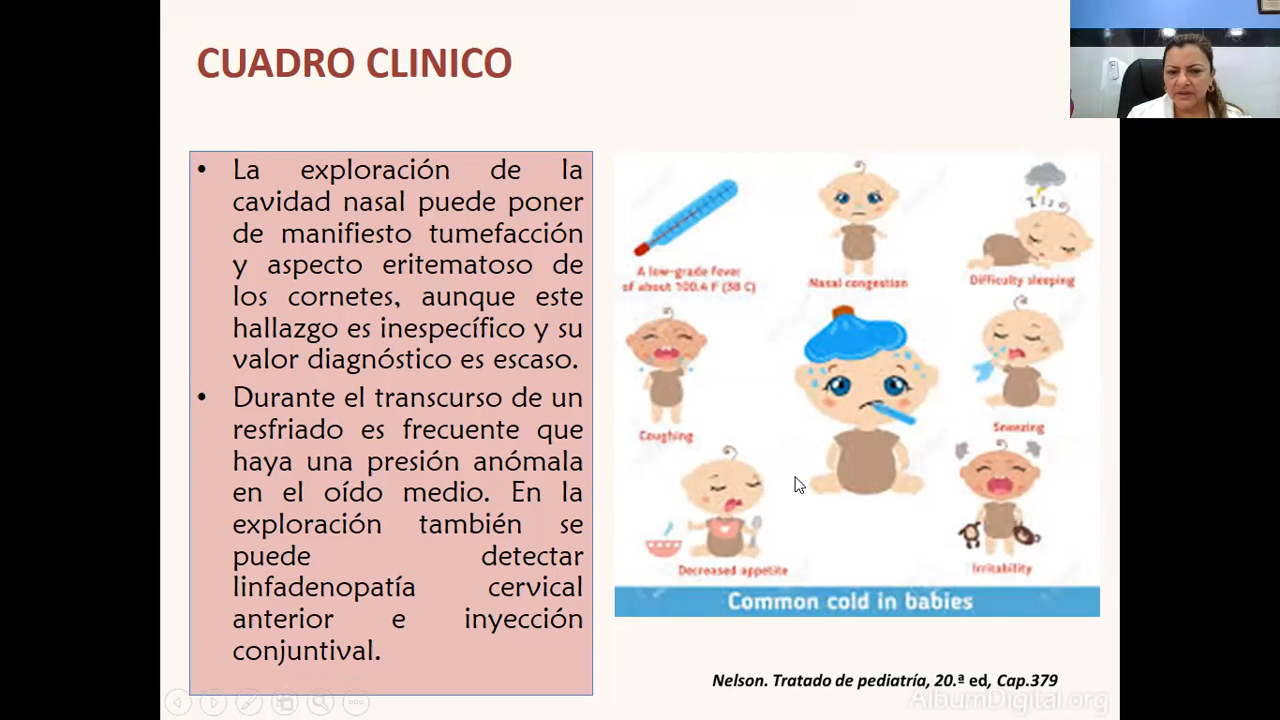 CUADRO CLINICO
• La exploración de la
cavidad nasal puede poner
de manifiesto tumefacción
y aspecto eritematoso de
los cornetes, aunque este
hallazgo es inespecífico y su
valor diagnóstico es escaso.
• Durante el transcurso de un
resfriado es frecuente que
haya una presión anómala
en el oído medio. En la
exploración también se
puede detectar
linfadenopatía cervical
anterior e inyección
conjuntival.
A low-grade fever
of about 100.4 F (38 C)
Nasal congestion
Difficulty sleeping
Coughing
Sneezing
Decreased appetite
Irritability
Common cold in babies
Nelson. Tratado de pediatría, 20.ª ed, Cap.379
AlbumDigital.org